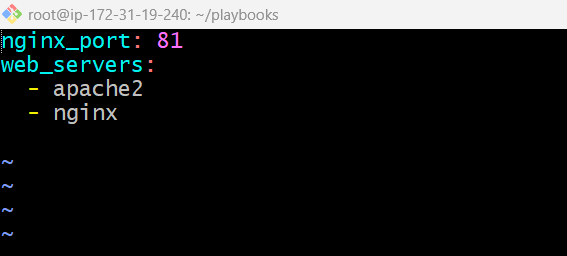 root@ip-172-31-19-240: ~/playbooks
nginx_port: 81
web_servers:
  - apache2
  - nginx
~
~
~
~